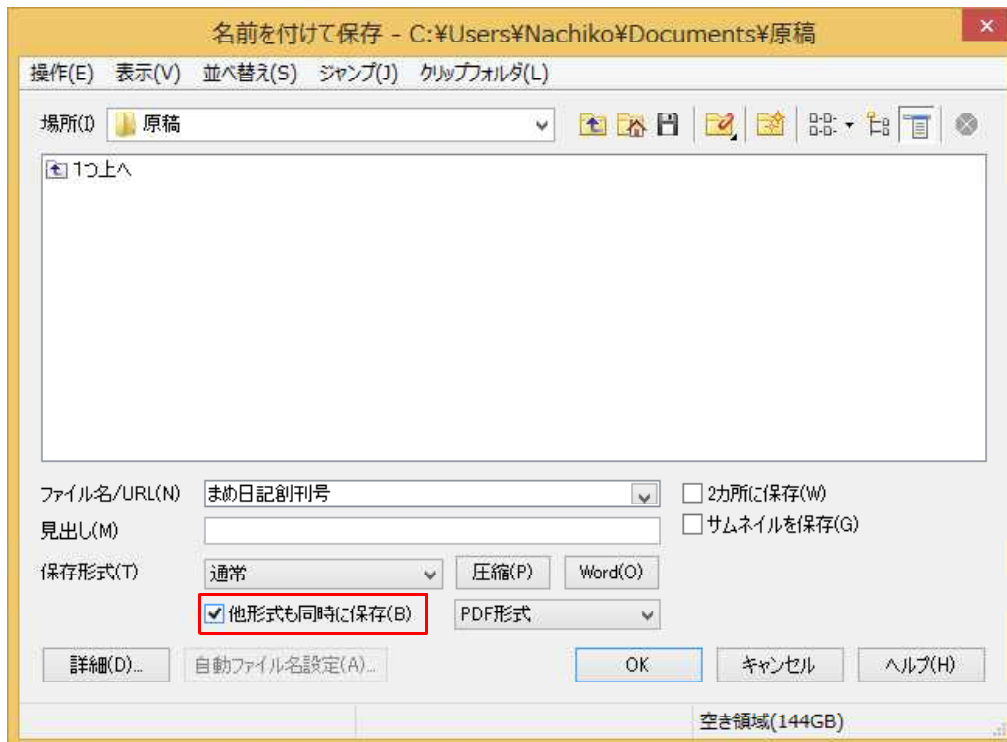 名前を付けて保存 - C:¥Users¥Nachiko¥Documents¥原稿
操作(E) 表示(V) 並べ替え(S) ジャンプ(J) クリップフォルダ(L)
場所(I) 原稿
1つ上へ
ファイル名/URL(N) まめ日記創刊号 2カ所に保存(W)
見出し(M) サムネイルを保存(G)
保存形式(T) 通常 圧縮(P) Word(O)
他形式も同時に保存(B) PDF形式
詳細(D)... 自動ファイル名設定(A)... OK キャンセル ヘルプ(H)
空き領域(144GB)